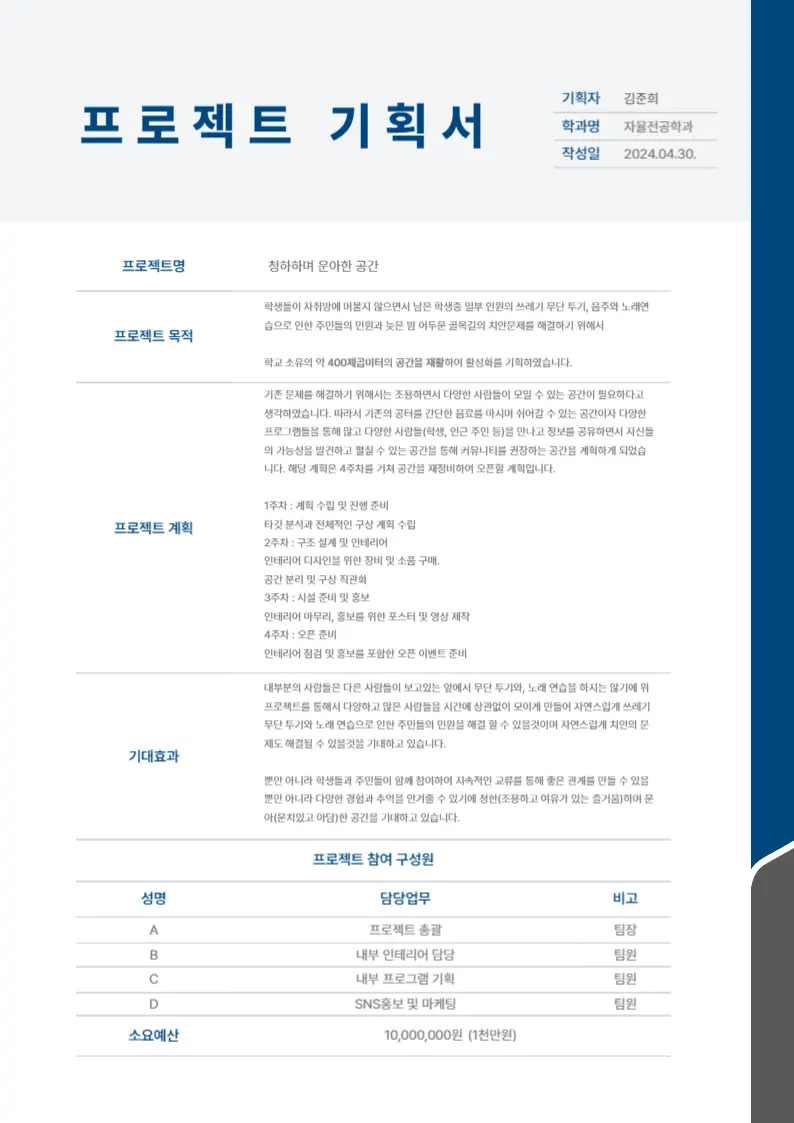 프로젝트 기획서
기획자 김준희
학과명 자율전공학과
작성일 2024.04.30.
프로젝트명 청하하며 운아한 공간
프로젝트 목적
학생들이 자취방에 머물지 않으면서 남은 학생중 일부 인원의 쓰레기 무단 투기, 음주와 노래연
습으로 인한 주민들의 민원과 늦은 밤 어두운 골목길의 치안문제를 해결하기 위해서
학교 소유의 약 400제곱미터의 공간을 재활하여 활성화를 기획하였습니다.
프로젝트 계획
기존 문제를 해결하기 위해서는 조용하면서 다양한 사람들이 모일 수 있는 공간이 필요하다고
생각하였습니다. 따라서 기존의 공터를 간단한 음료를 마시며 쉬어갈 수 있는 공간이자 다양한
프로그램들을 통해 많고 다양한 사람들(학생, 인근 주민 등)을 만나고 정보를 공유하면서 자신들
의 가능성을 발견하고 펼칠 수 있는 공간을 통해 커뮤니티를 권장하는 공간을 계획하게 되었습
니다. 해당 계획은 4주차를 거쳐 공간을 재정비하여 오픈할 계획입니다.
1주차 : 계획 수립 및 진행 준비
타깃 분석과 전체적인 구상 계획 수립
2주차 : 구조 설계 및 인테리어
인테리어 디자인을 위한 장비 및 소품 구매.
공간 분리 및 구상 직관화
3주차 : 시설 준비 및 홍보
인테리어 마무리, 홍보를 위한 포스터 및 영상 제작
4주차 : 오픈 준비
인테리어 점검 및 홍보를 포함한 오픈 이벤트 준비
기대효과
대부분의 사람들은 다른 사람들이 보고있는 앞에서 무단 투기와, 노래 연습을 하지는 않기에 위
프로젝트를 통해서 다양하고 많은 사람들을 시간에 상관없이 모이게 만들어 자연스럽게 쓰레기
무단 투기와 노래 연습으로 인한 주민들의 민원을 해결 할 수 있을것이며 자연스럽게 치안의 문
제도 해결될 수 있을것을 기대하고 있습니다.
뿐만 아니라 학생들과 주민들이 함께 참여하여 지속적인 교류를 통해 좋은 관계를 만들 수 있을
뿐만 아니라 다양한 경험과 추억을 안겨줄 수 있기에 청한(조용하고 여유가 있는 즐거움)하며 운
아(운치있고 아담)한 공간을 기대하고 있습니다.
프로젝트 참여 구성원
성명 담당업무 비고
A 프로젝트 총괄 팀장
B 내부 인테리어 담당 팀원
C 내부 프로그램 기획 팀원
D SNS홍보 및 마케팅 팀원
소요예산 10,000,000원 (1천만원)